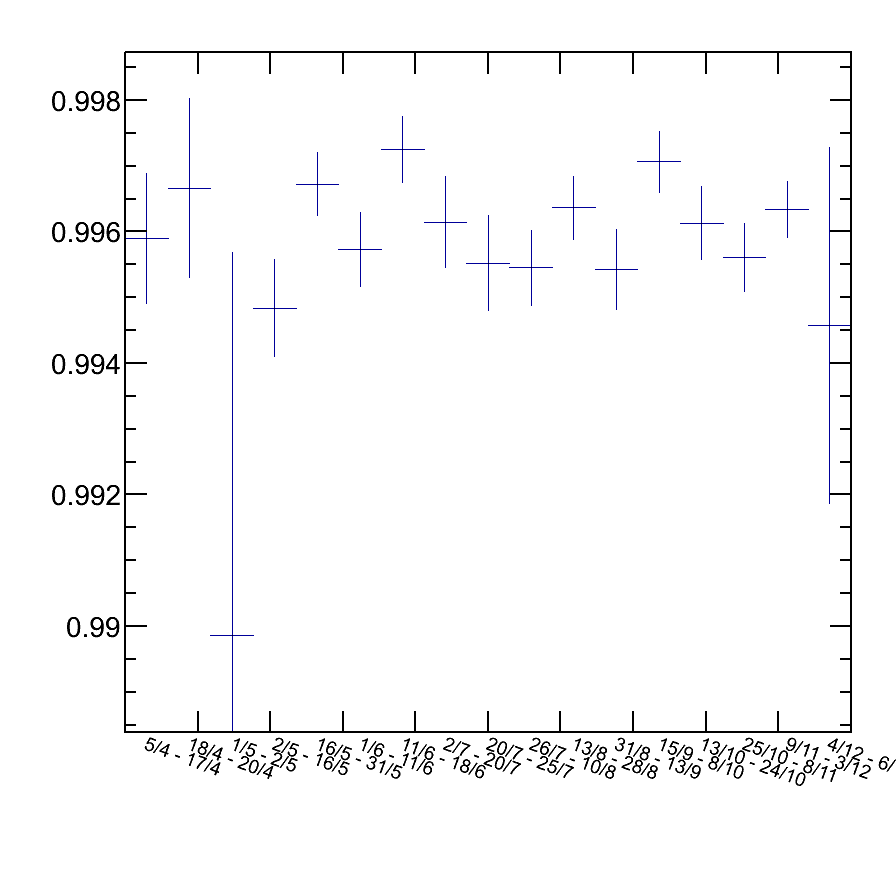 0.998
0.996
0.994
0.992
0.99
5/4 - 17/4
18/4 - 20/4
1/5 - 2/5
2/5 - 16/5
16/5 - 31/5
1/6 - 11/6
11/6 - 18/6
2/7 - 20/7
20/7 - 25/7
26/7 - 10/8
13/8 - 28/8
31/8 - 13/9
15/9 - 8/10
13/10 - 24/10
25/10 - 8/11
9/11 - 3/12
4/12 - 6/